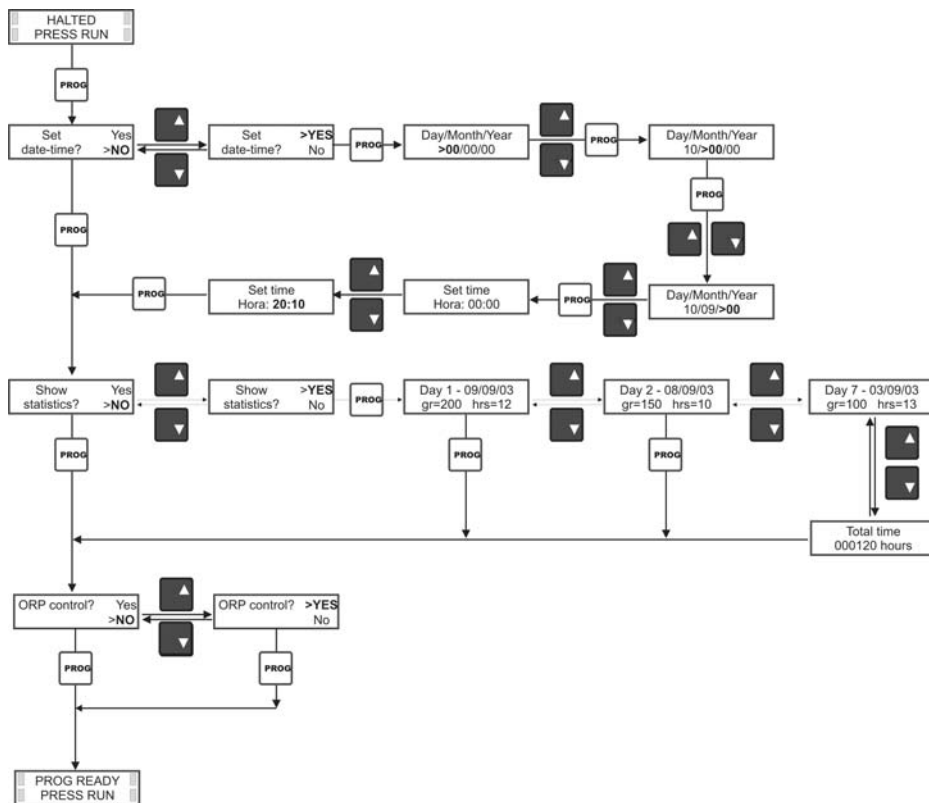 HALTED
PRESS RUN
PROG
Set Yes
date-time? >NO
Set >YES
date-time? No
PROG
Day/Month/Year
>00/00/00
PROG
Day/Month/Year
10/>00/00
PROG
PROG
Day/Month/Year
10/09/>00
PROG
Set time
Hora: 00:00
Set time
Hora: 20:10
PROG
Show Yes
statistics? >NO
Show >YES
statistics? No
PROG
Day 1 - 09/09/03
gr=200 hrs=12
Day 2 - 08/09/03
gr=150 hrs=10
Day 7 - 03/09/03
gr=100 hrs=13
PROG
PROG
PROG
Total time
000120 hours
ORP control? Yes
>NO
ORP control? >YES
No
PROG
PROG
PROG READY
PRESS RUN